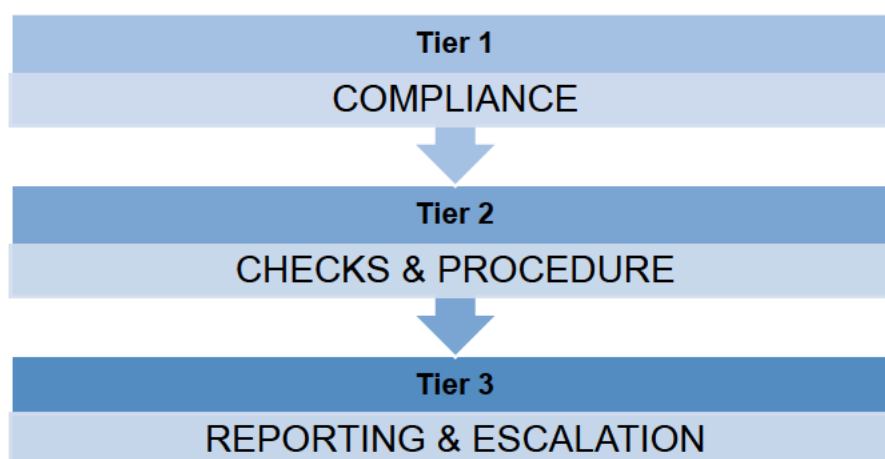 Tier 1
COMPLIANCE
Tier 2
CHECKS & PROCEDURE
Tier 3
REPORTING & ESCALATION